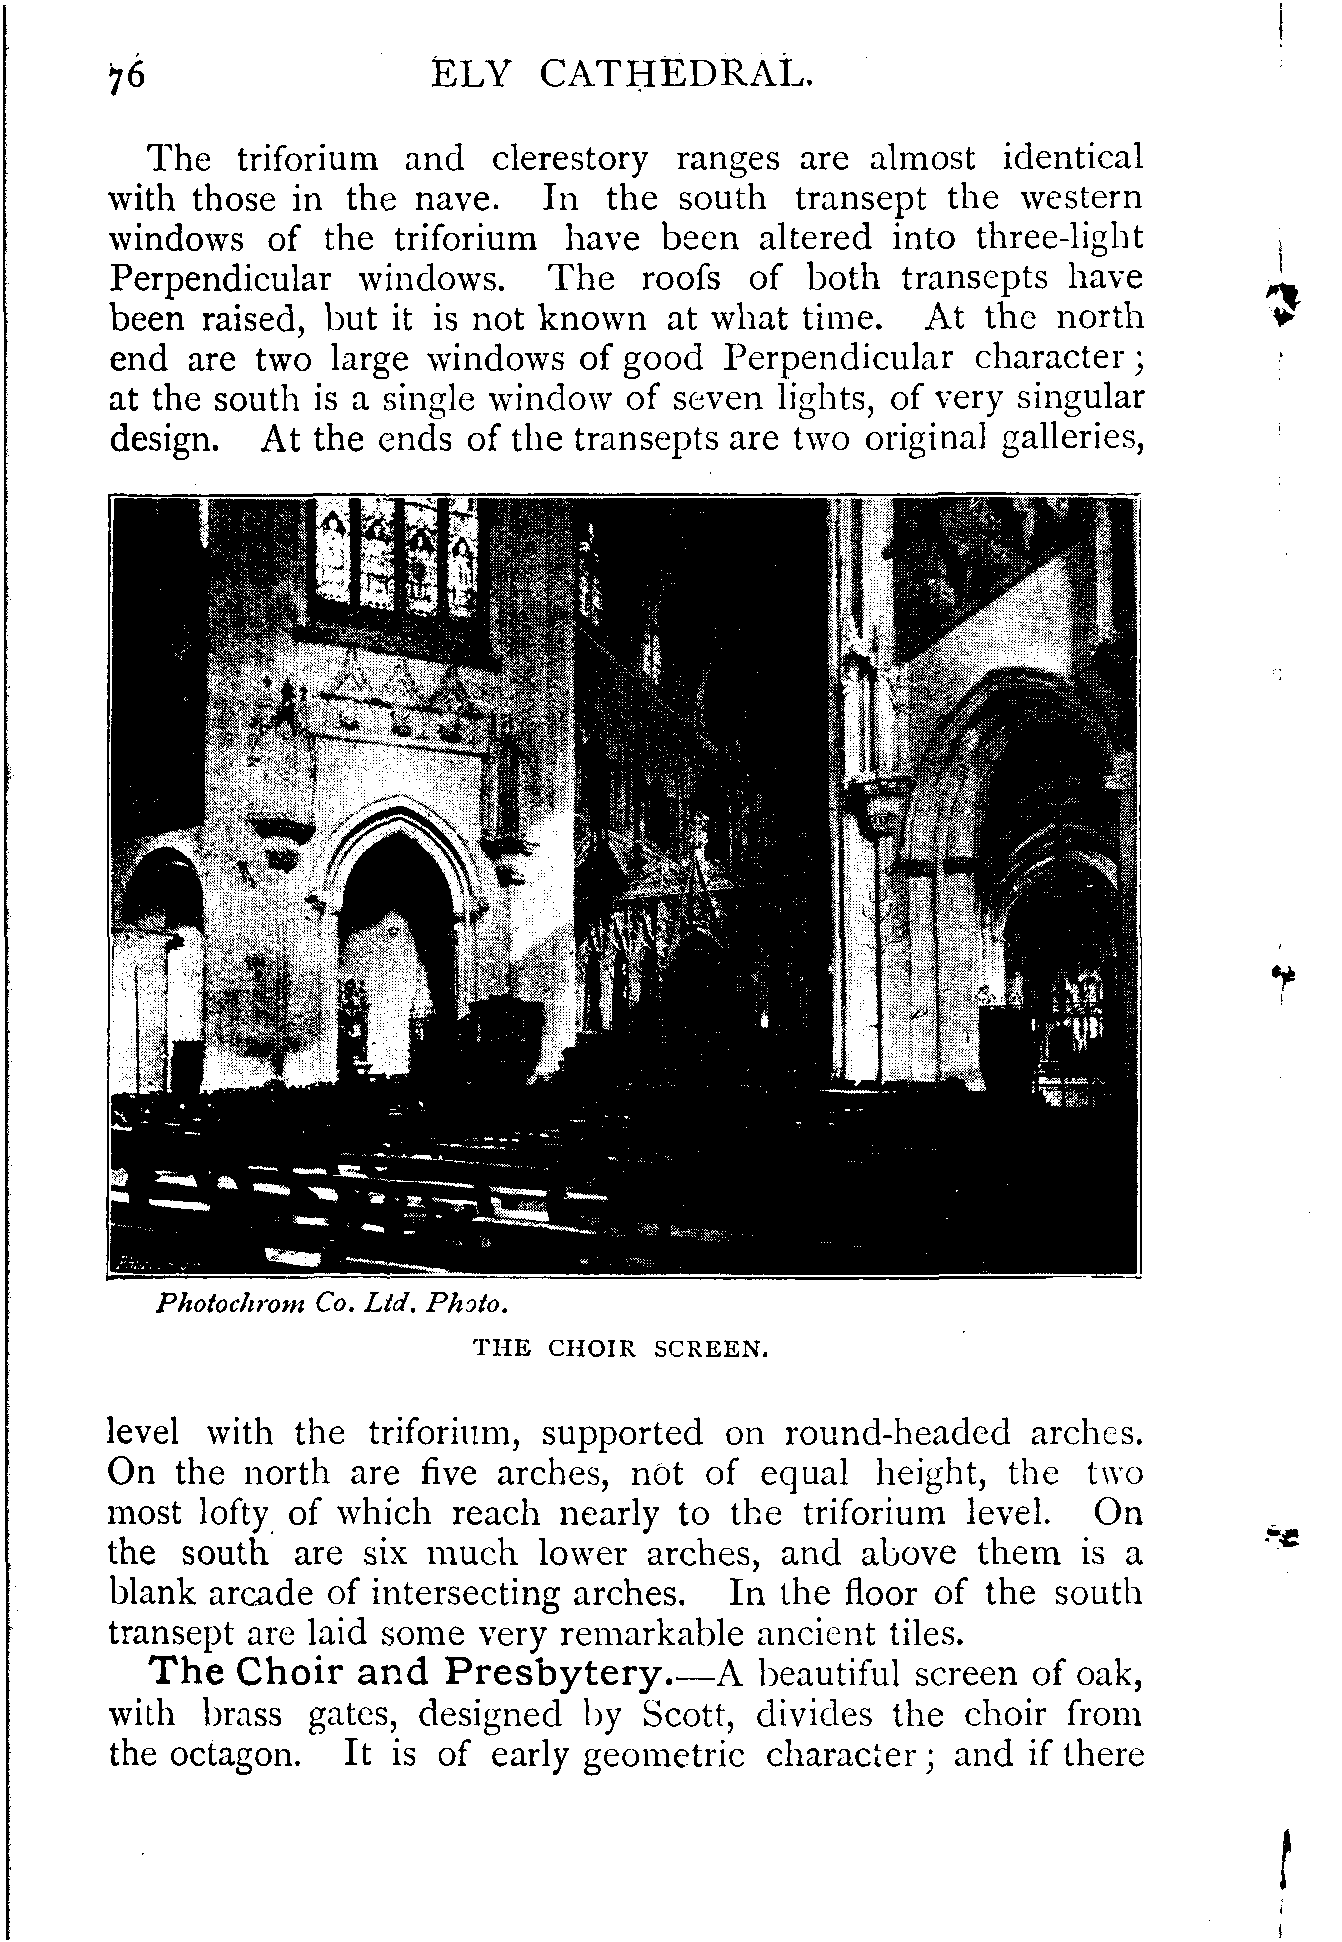 76 ELY CATHEDRAL.
The triforium and clerestory ranges are almost identical
with those in the nave. In the south transept the western
windows of the triforium have been altered into three-light
Perpendicular windows. The roofs of both transepts have
been raised, but it is not known at what time. At the north
end are two large windows of good Perpendicular character ;
at the south is a single window of seven lights, of very singular
design. At the ends of the transepts are two original galleries,
Photochrom Co. Ltd. Photo.
THE CHOIR SCREEN.
level with the triforium, supported on round-headed arches.
On the north are five arches, not of equal height, the two
most lofty of which reach nearly to the triforium level. On
the south are six much lower arches, and above them is a
blank arcade of intersecting arches. In the floor of the south
transept are laid some very remarkable ancient tiles.
The Choir and Presbytery.—A beautiful screen of oak,
with brass gates, designed by Scott, divides the choir from
the octagon. It is of early geometric character ; and if there